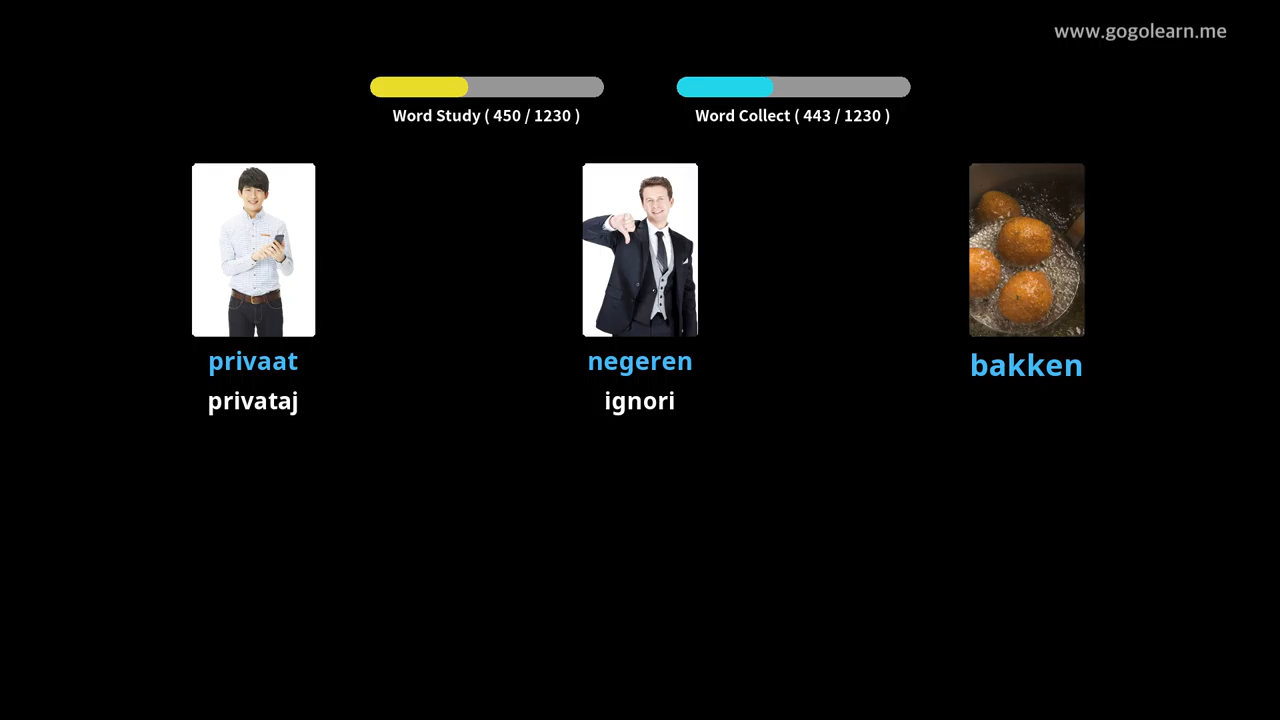 www.gogolearn.me
Word Study ( 450 / 1230 )
Word Collect ( 443 / 1230 )
privaat
negeren
bakken
privataj
ignori